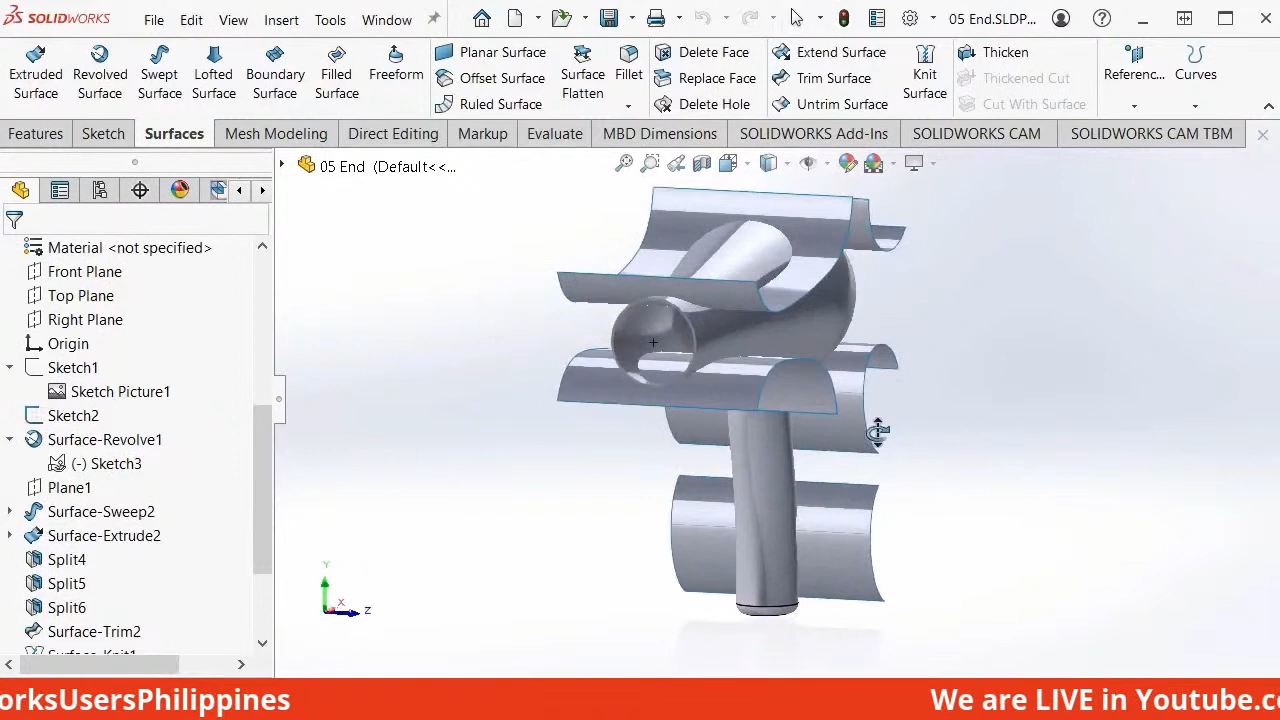 SOLIDWORKS File Edit View Insert Tools Window 05 End.SLDP...
Extruded Surface
Revolved Surface
Swept Surface
Lofted Surface
Boundary Surface
Filled Surface
Freeform
Planar Surface
Offset Surface
Ruled Surface
Surface Flatten
Fillet
Delete Face
Replace Face
Delete Hole
Extend Surface
Trim Surface
Untrim Surface
Knit Surface
Thicken
Thickened Cut
Cut With Surface
Referenc...
Curves
Features Sketch Surfaces Mesh Modeling Direct Editing Markup Evaluate MBD Dimensions SOLIDWORKS Add-Ins SOLIDWORKS CAM SOLIDWORKS CAM TBM
05 End (Default<<...
Material <not specified>
Front Plane
Top Plane
Right Plane
Origin
Sketch1
Sketch Picture1
Sketch2
Surface-Revolve1
(-) Sketch3
Plane1
Surface-Sweep2
Surface-Extrude2
Split4
Split5
Split6
Surface-Trim2
Surface-Knit1
Y
X
Z
orksUsersPhilippines We are LIVE in Youtube.c